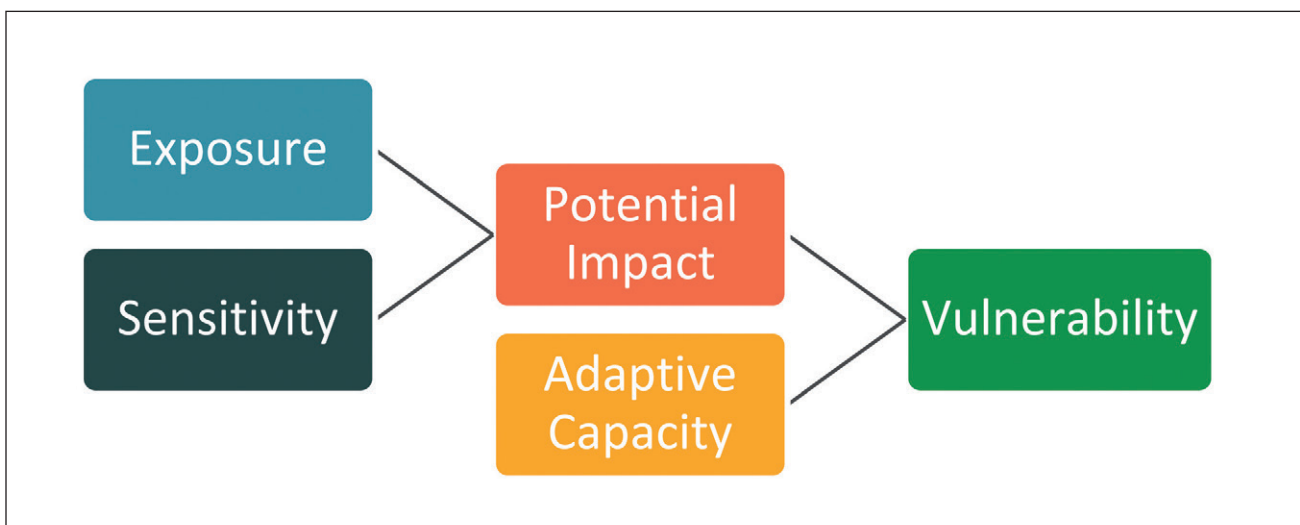 Exposure
Sensitivity
Potential
Impact
Adaptive
Capacity
Vulnerability